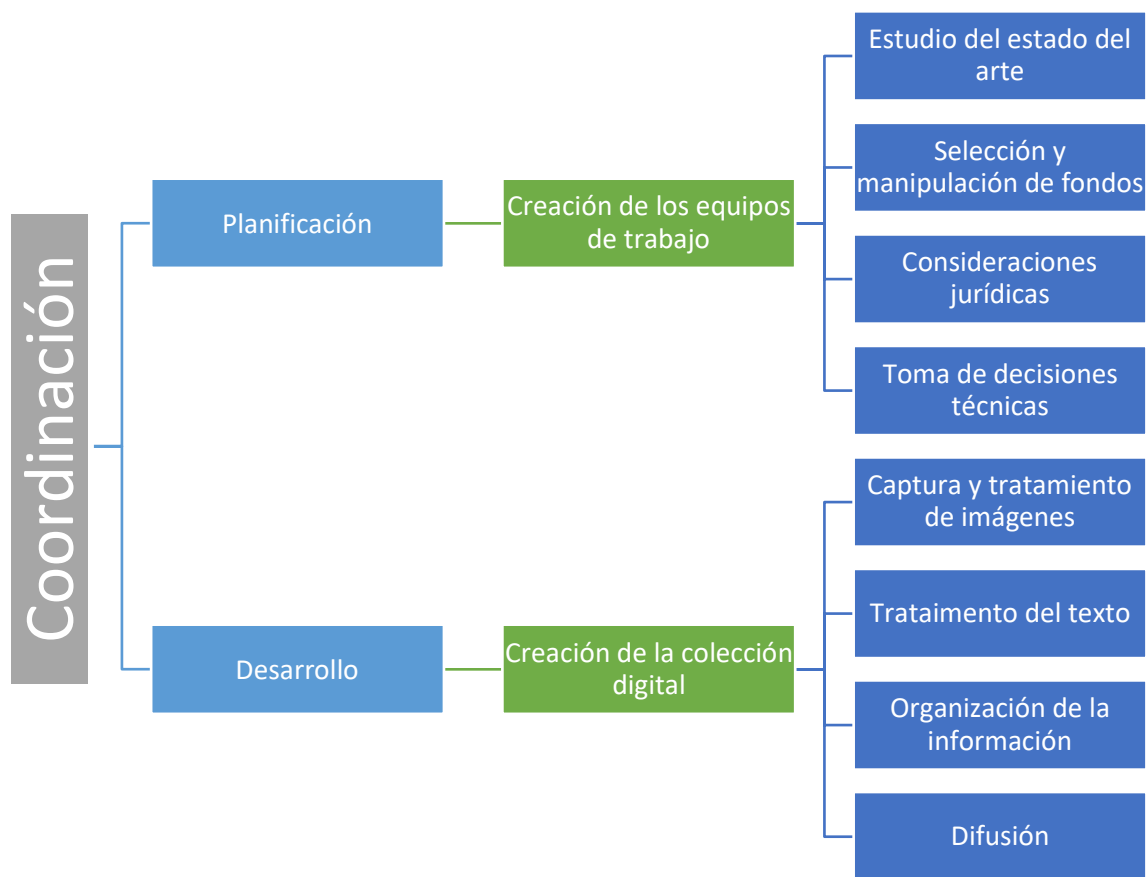 Coordinación
Planificación
Creación de los equipos
de trabajo
Estudio del estado del
arte
Selección y
manipulación de fondos
Consideraciones
jurídicas
Toma de decisiones
técnicas
Desarrollo
Creación de la colección
digital
Captura y tratamiento
de imágenes
Trataimento del texto
Organización de la
información
Difusión